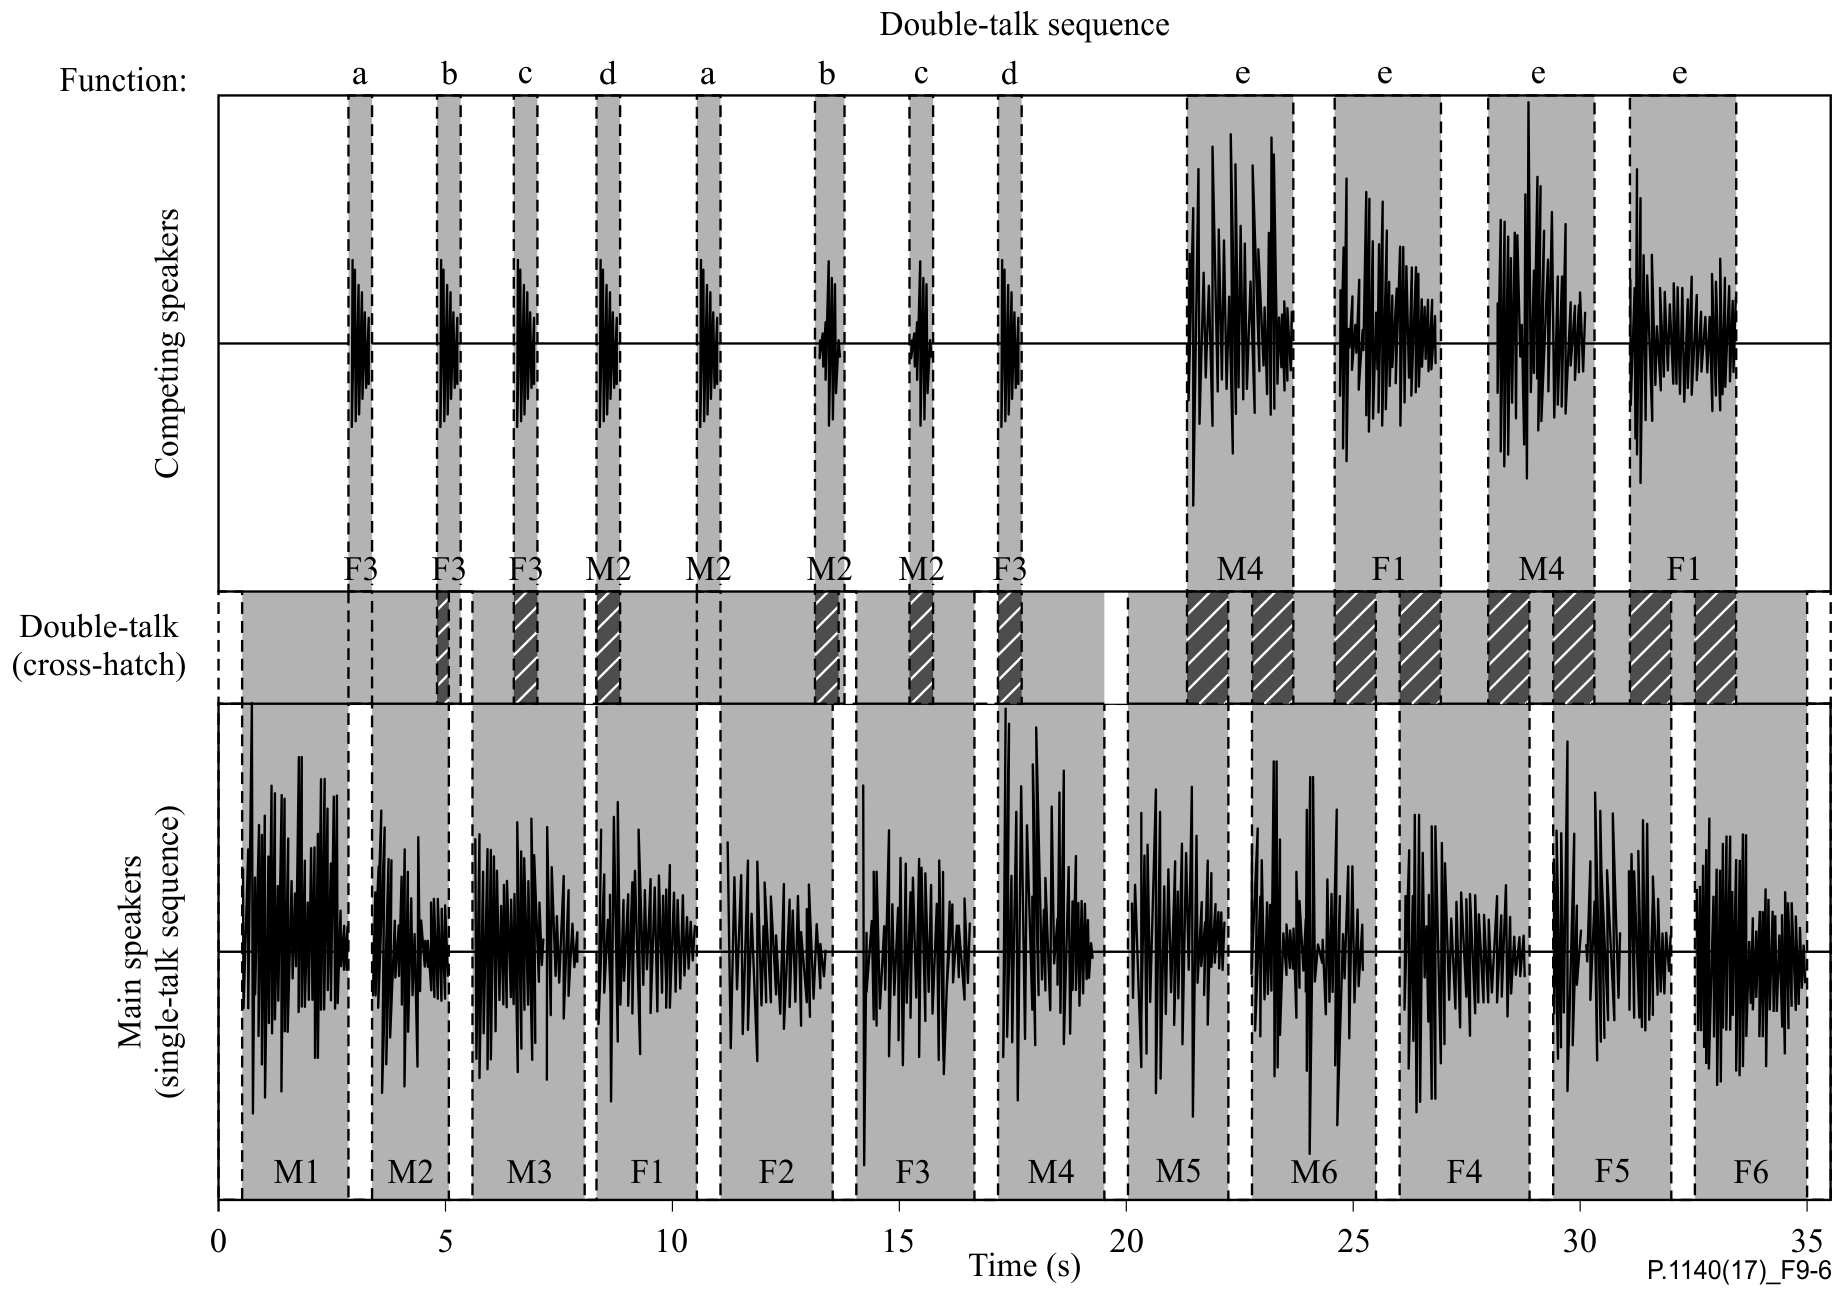 Double-talk sequence
Function: a b c d a b c d e e e e
Competing speakers
F3 F3 F3 M2 M2 M2 M2 F3 M4 F1 M4 F1
Double-talk
(cross-hatch)
Main speakers
(single-talk sequence)
M1 M2 M3 F1 F2 F3 M4 M5 M6 F4 F5 F6
0 5 10 15 20 25 30 35
Time (s)
P.1140(17)_F9-6